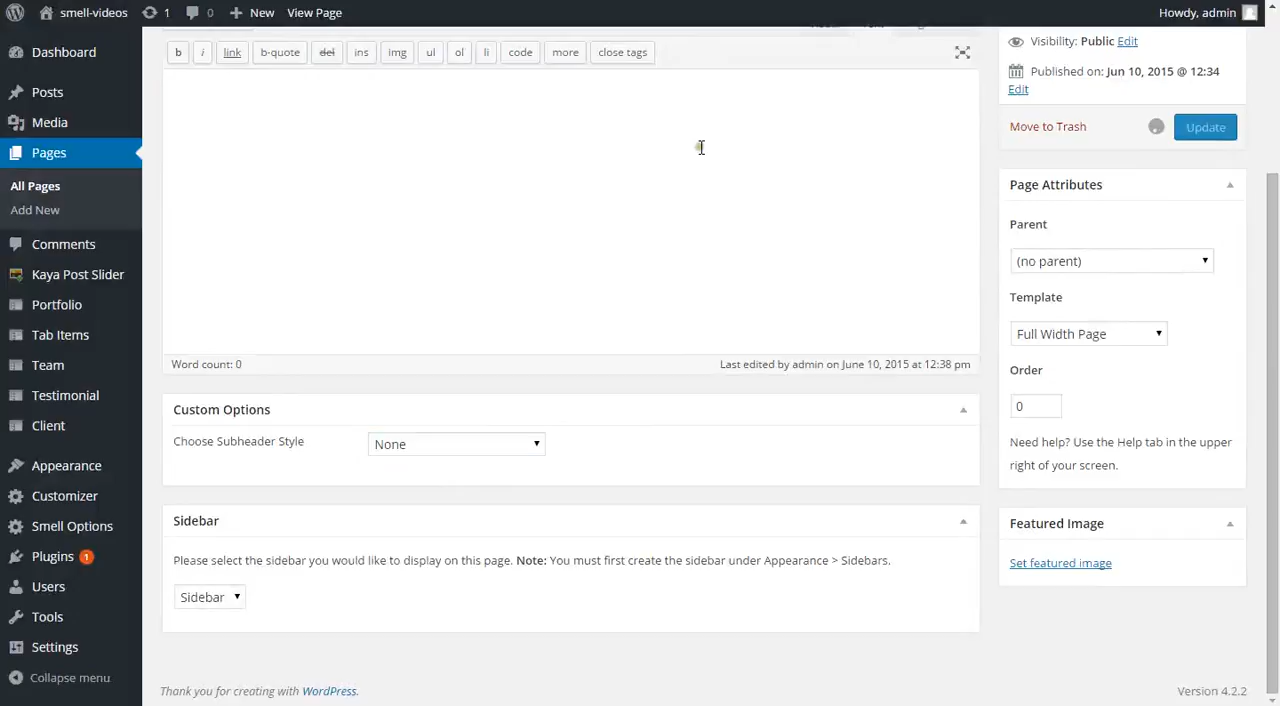 smell-videos
1
0
New
View Page
Howdy, admin
Dashboard
Posts
Media
Pages
All Pages
Add New
Comments
Kaya Post Slider
Portfolio
Tab Items
Team
Testimonial
Client
Appearance
Customizer
Smell Options
Plugins 1
Users
Tools
Settings
Collapse menu
b
i
link
b-quote
del
ins
img
ul
ol
li
code
more
close tags
Word count: 0
Last edited by admin on June 10, 2015 at 12:38 pm
Custom Options
Choose Subheader Style
None
Sidebar
Please select the sidebar you would like to display on this page. Note: You must first create the sidebar under Appearance > Sidebars.
Sidebar
Visibility: Public Edit
Published on: Jun 10, 2015 @ 12:34
Edit
Move to Trash
Update
Page Attributes
Parent
(no parent)
Template
Full Width Page
Order
0
Need help? Use the Help tab in the upper
right of your screen.
Featured Image
Set featured image
Thank you for creating with WordPress.
Version 4.2.2